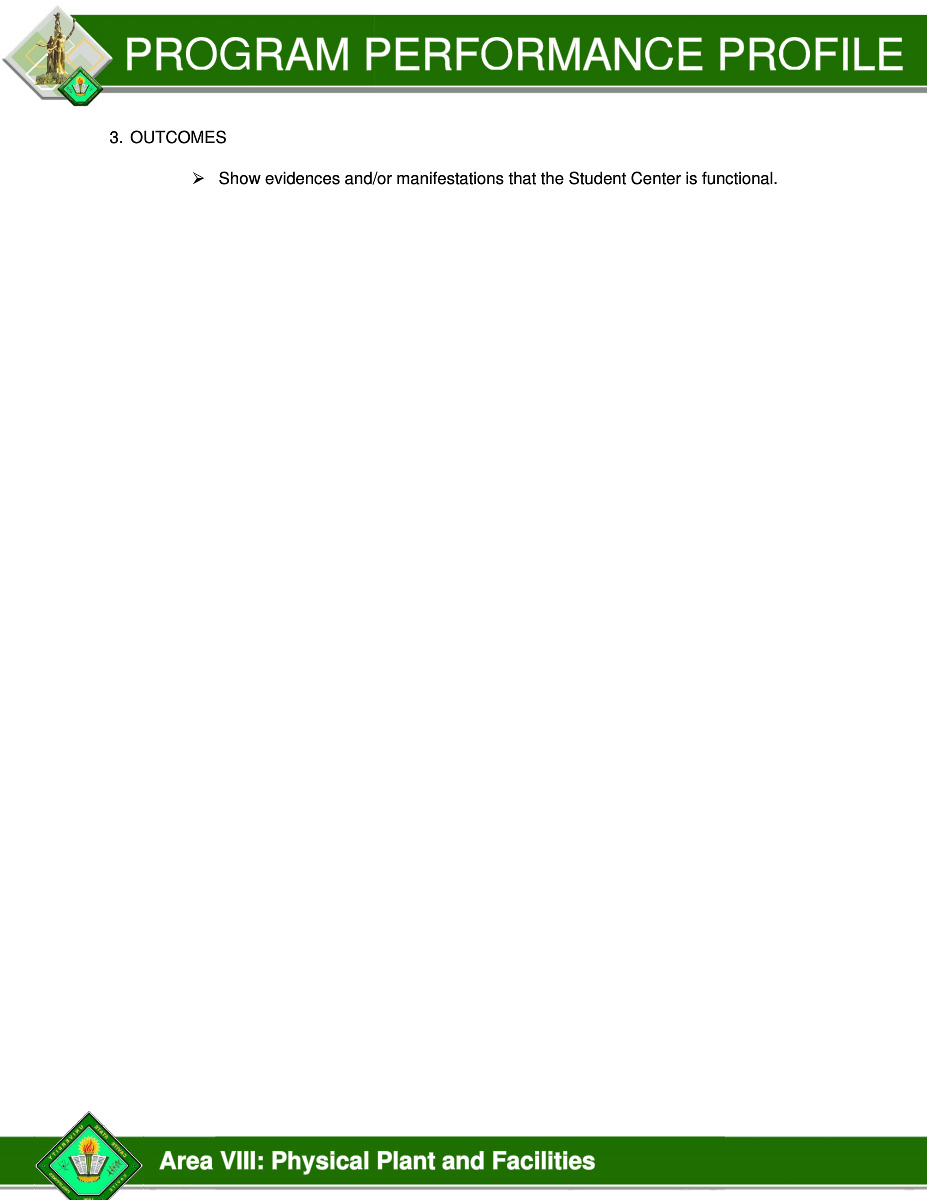 PROGRAM PERFORMANCE PROFILE
3. OUTCOMES
➢ Show evidences and/or manifestations that the Student Center is functional.
Area VIII: Physical Plant and Facilities